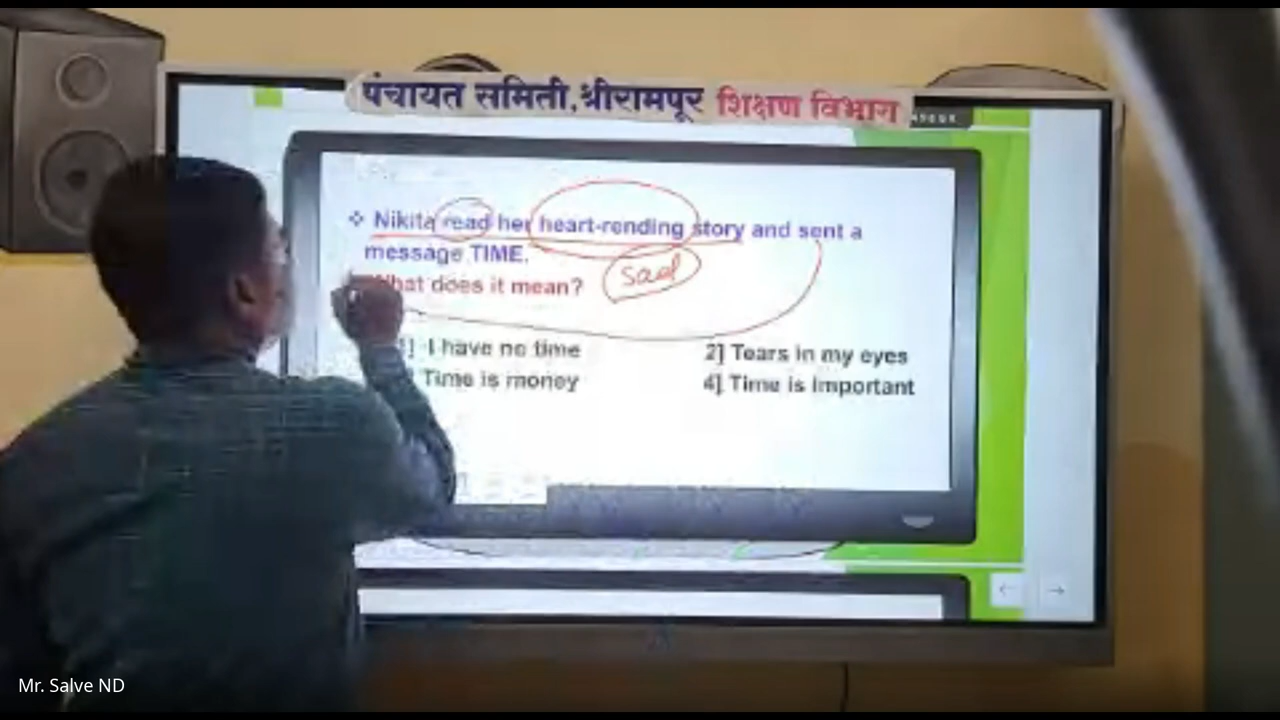 पंचायत समिती,श्रीरामपूर शिक्षण विभाग
❖ Nikita read her heart-rending story and sent a
message TIME.
sad
What does it mean?
1] I have no time 2] Tears in my eyes
Time is money 4] Time is important
Mr. Salve ND